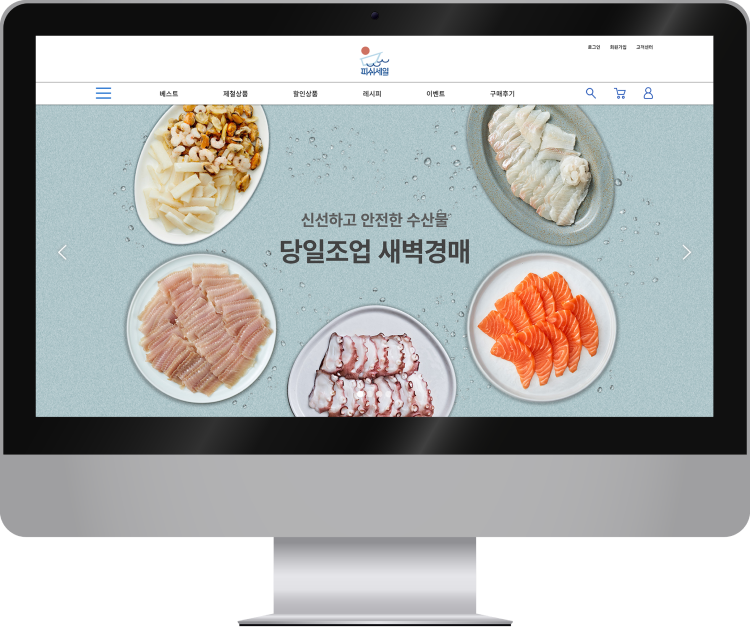 로그인 회원가입 고객센터
피쉬세일
베스트 제철상품 할인상품 레시피 이벤트 구매후기
신선하고 안전한 수산물
당일조업 새벽경매